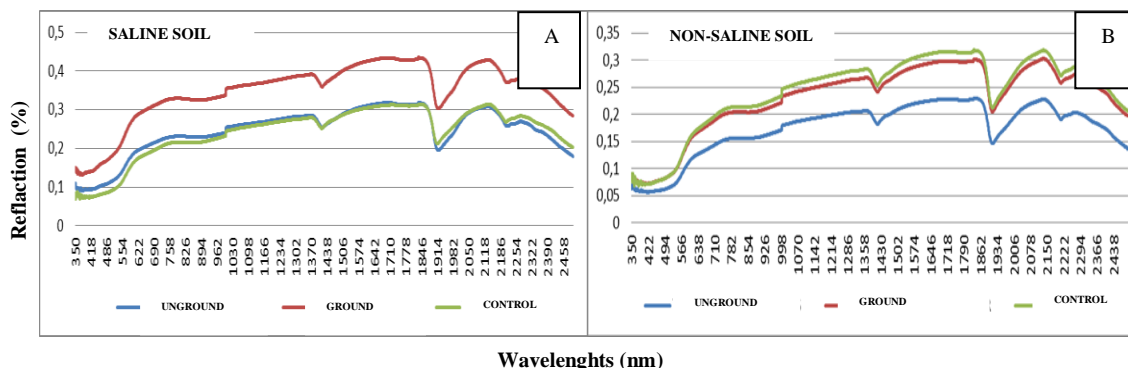 SALINE SOIL
A
0,5
0,4
0,3
0,2
0,1
0
350 418 486 554 622 690 758 826 894 962 1030 1098 1166 1234 1302 1370 1438 1506 1574 1642 1710 1778 1846 1914 1982 2050 2118 2186 2254 2322 2390 2458
UNGROUND GROUND CONTROL
NON-SALINE SOIL
B
0,35
0,3
0,25
0,2
0,15
0,1
0,05
0
350 422 494 566 638 710 782 854 926 998 1070 1142 1214 1286 1358 1430 1502 1574 1646 1718 1790 1862 1934 2006 2078 2150 2222 2294 2366 2438
UNGROUND GROUND CONTROL
Reflaction (%)
Wavelenghts (nm)